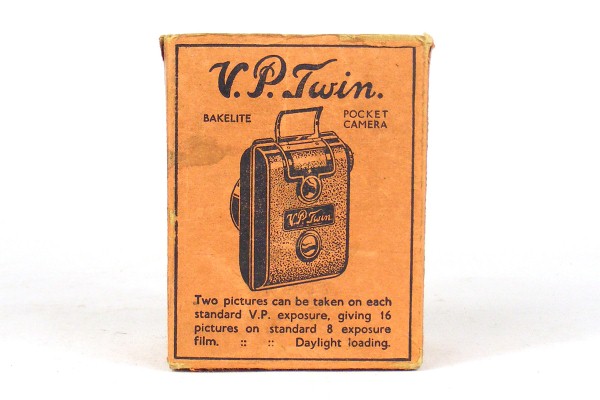 V.P. Twin.
BAKELITE
POCKET
CAMERA
V.P. Twin
Two pictures can be taken on each
standard V.P. exposure, giving 16
pictures on standard 8 exposure
film. :: :: Daylight loading.